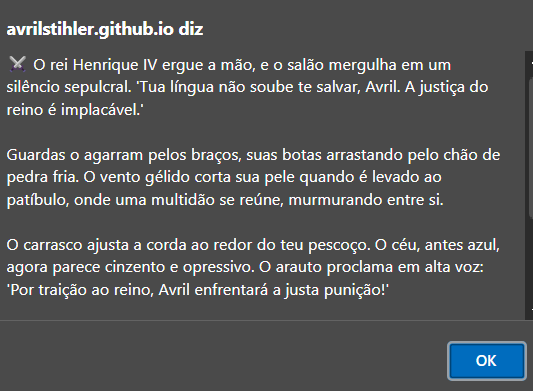 avrilstihler.github.io diz
⚔ O rei Henrique IV ergue a mão, e o salão mergulha em um
silêncio sepulcral. 'Tua língua não soube te salvar, Avril. A justiça do
reino é implacável.'
Guardas o agarram pelos braços, suas botas arrastando pelo chão de
pedra fria. O vento gélido corta sua pele quando é levado ao
patíbulo, onde uma multidão se reúne, murmurando entre si.
O carrasco ajusta a corda ao redor do teu pescoço. O céu, antes azul,
agora parece cinzento e opressivo. O arauto proclama em alta voz:
'Por traição ao reino, Avril enfrentará a justa punição!'
OK